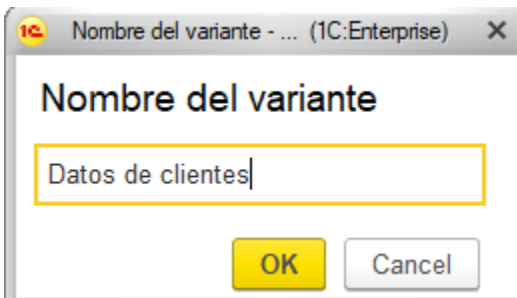 1C Nombre del variante - ... (1C:Enterprise)
Nombre del variante
Datos de clientes
OK Cancel